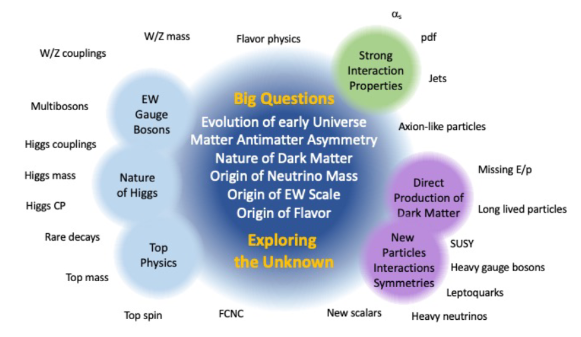 αs
W/Z mass
Flavor physics
pdf
W/Z couplings
Strong
Interaction
Properties
Jets
Multibosons
EW
Gauge
Bosons
Big Questions
Evolution of early Universe
Matter Antimatter Asymmetry
Nature of Dark Matter
Origin of Neutrino Mass
Origin of EW Scale
Origin of Flavor
Exploring
the Unknown
Axion-like particles
Higgs couplings
Higgs mass
Higgs CP
Nature
of Higgs
Direct
Production of
Dark Matter
Missing E/p
Long lived particles
Rare decays
Top
Physics
New
Particles
Interactions
Symmetries
SUSY
Heavy gauge bosons
Leptoquarks
Top mass
Top spin
FCNC
New scalars
Heavy neutrinos